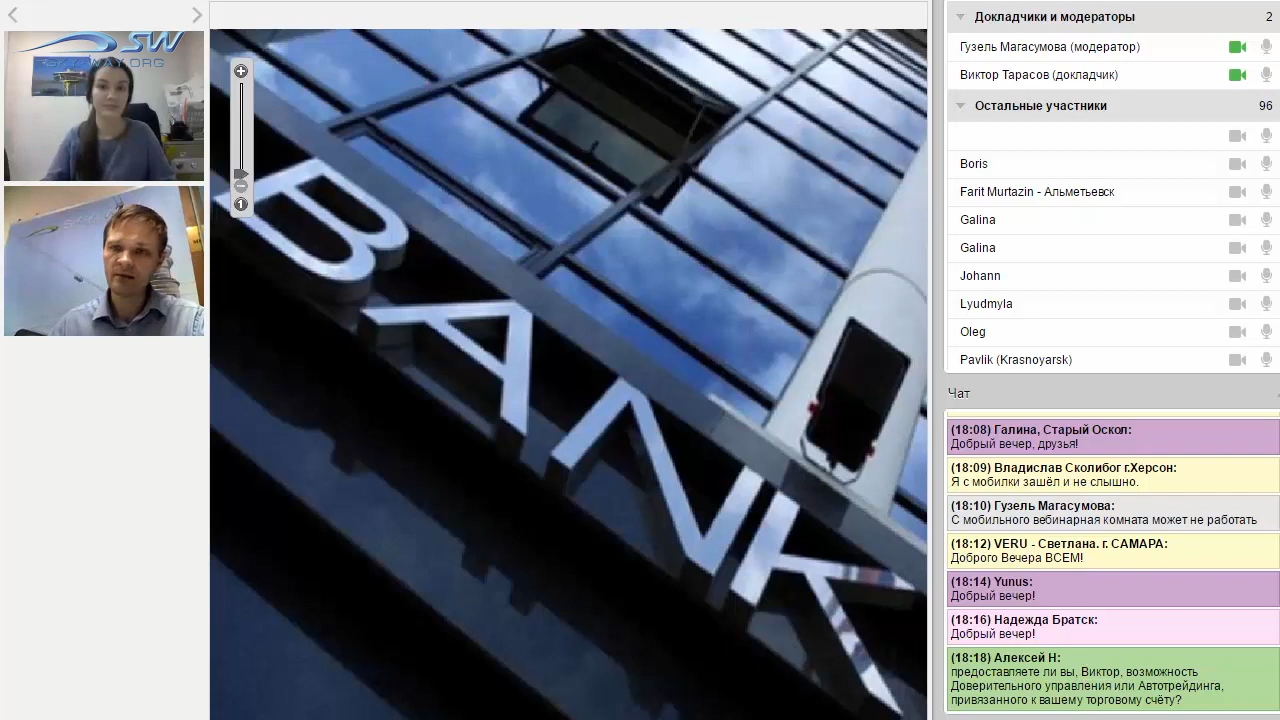 SW
SKY-WAY.ORG
BANK
1
Докладчики и модераторы 2
Гузель Магасумова (модератор)
Виктор Тарасов (докладчик)
Остальные участники 96
Boris
Farit Murtazin - Альметьевск
Galina
Galina
Johann
Lyudmyla
Oleg
Pavlik (Krasnoyarsk)
Чат
(18:08) Галина, Старый Оскол:
Добрый вечер, друзья!
(18:09) Владислав Сколибог г.Херсон:
Я с мобилки зашёл и не слышно.
(18:10) Гузель Магасумова:
С мобильного вебинарная комната может не работать
(18:12) VERU - Светлана. г. САМАРА:
Доброго Вечера ВСЕМ!
(18:14) Yunus:
Добрый вечер!
(18:16) Надежда Братск:
Добрый вечер!
(18:18) Алексей Н:
предоставляете ли вы, Виктор, возможность
Доверительного управления или Автотрейдинга,
привязанного к вашему торговому счёту?